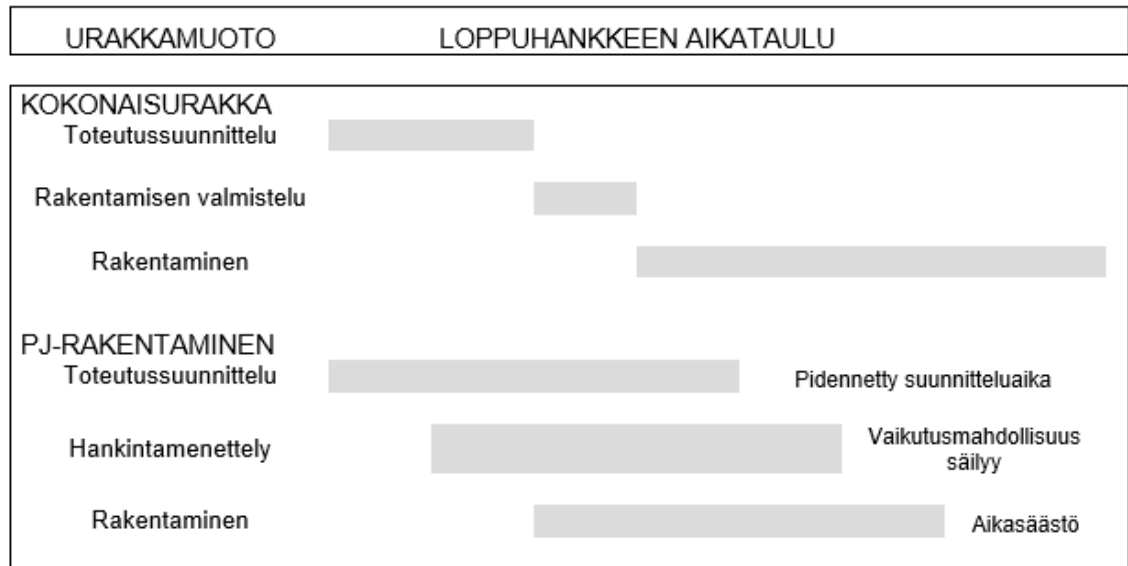 URAKKAMUOTO LOPPUHANKKEEN AIKATAULU
KOKONAISURAKKA
Toteutussuunnittelu
Rakentamisen valmistelu
Rakentaminen
PJ-RAKENTAMINEN
Toteutussuunnittelu Pidennetty suunnitteluaika
Hankintamenettely Vaikutusmahdollisuus
säilyy
Rakentaminen Aikasäästö